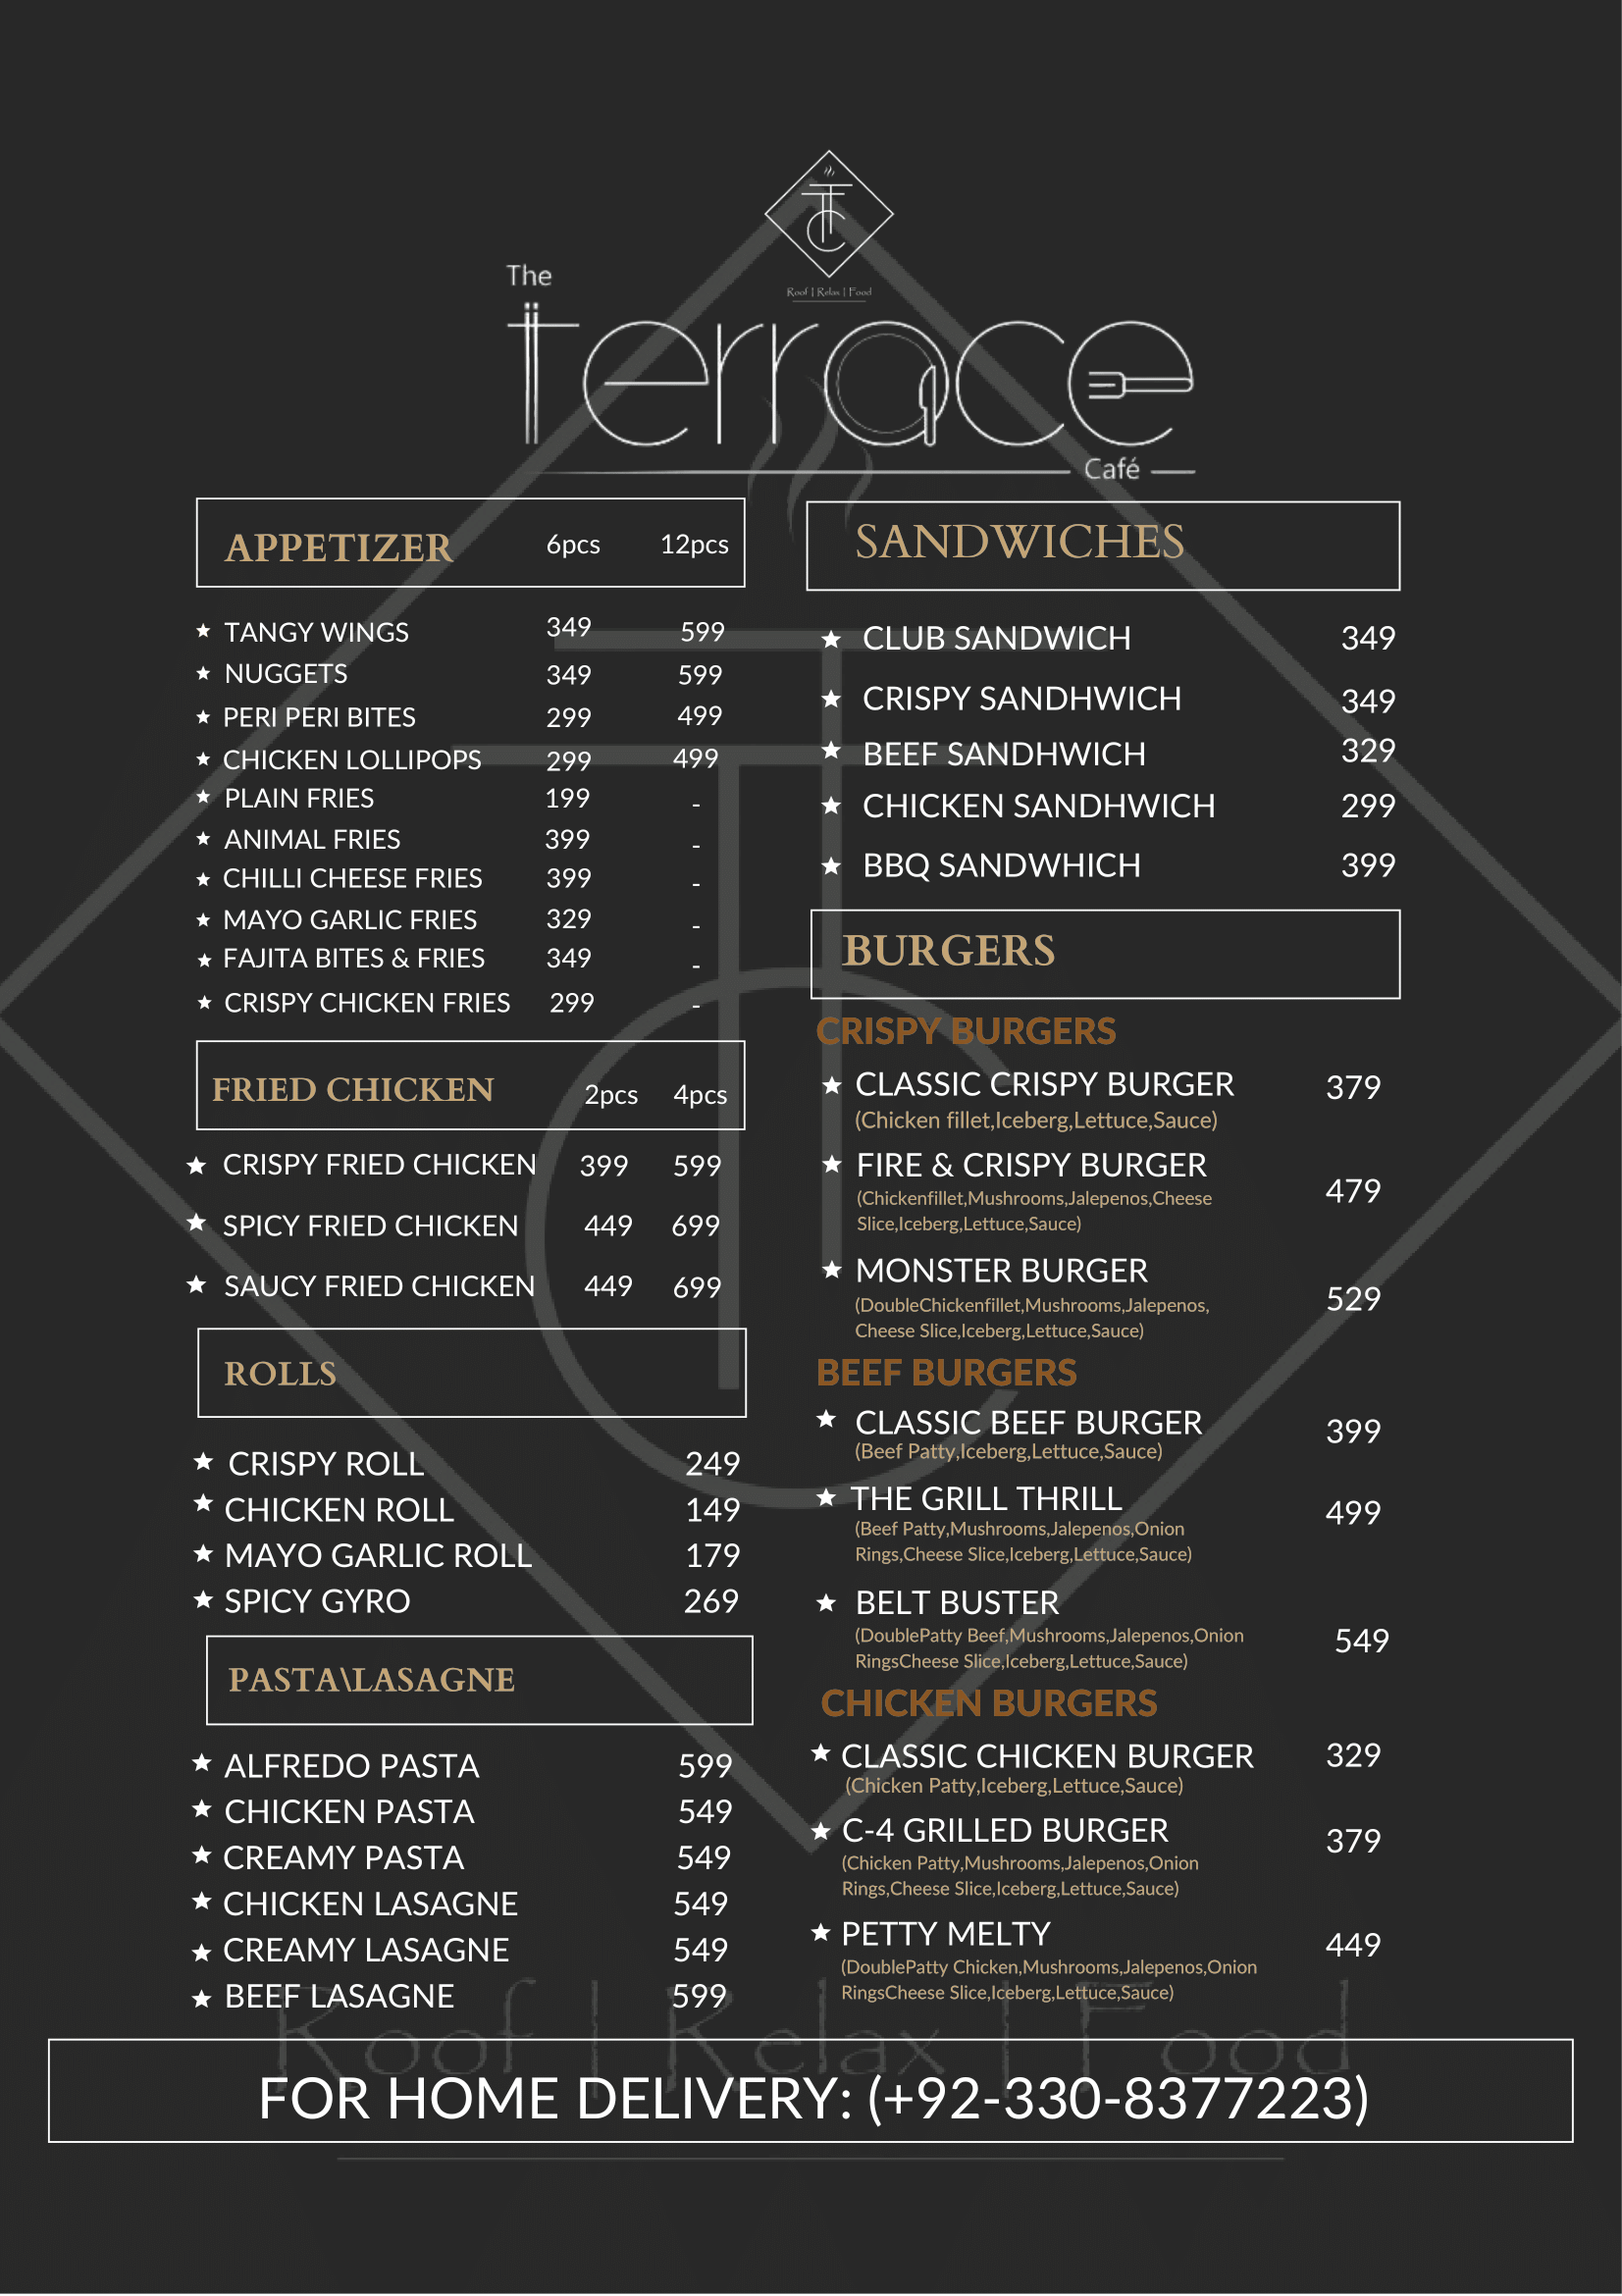 The
terrace
Café
TC
Roof | Relax | Food
APPETIZER 6pcs 12pcs
TANGY WINGS 349 599
NUGGETS 349 599
PERI PERI BITES 299 499
CHICKEN LOLLIPOPS 299 499
PLAIN FRIES 199 -
ANIMAL FRIES 399 -
CHILLI CHEESE FRIES 399 -
MAYO GARLIC FRIES 329 -
FAJITA BITES & FRIES 349 -
CRISPY CHICKEN FRIES 299 -
FRIED CHICKEN 2pcs 4pcs
CRISPY FRIED CHICKEN 399 599
SPICY FRIED CHICKEN 449 699
SAUCY FRIED CHICKEN 449 699
ROLLS
CRISPY ROLL 249
CHICKEN ROLL 149
MAYO GARLIC ROLL 179
SPICY GYRO 269
PASTA\LASAGNE
ALFREDO PASTA 599
CHICKEN PASTA 549
CREAMY PASTA 549
CHICKEN LASAGNE 549
CREAMY LASAGNE 549
BEEF LASAGNE 599
SANDWICHES
CLUB SANDWICH 349
CRISPY SANDHWICH 349
BEEF SANDHWICH 329
CHICKEN SANDHWICH 299
BBQ SANDWHICH 399
BURGERS
CRISPY BURGERS
CLASSIC CRISPY BURGER 379
(Chicken fillet,Iceberg,Lettuce,Sauce)
FIRE & CRISPY BURGER 479
(Chickenfillet,Mushrooms,Jalepenos,Cheese
Slice,Iceberg,Lettuce,Sauce)
MONSTER BURGER 529
(DoubleChickenfillet,Mushrooms,Jalepenos,
Cheese Slice,Iceberg,Lettuce,Sauce)
BEEF BURGERS
CLASSIC BEEF BURGER 399
(Beef Patty,Iceberg,Lettuce,Sauce)
THE GRILL THRILL 499
(Beef Patty,Mushrooms,Jalepenos,Onion
Rings,Cheese Slice,Iceberg,Lettuce,Sauce)
BELT BUSTER 549
(DoublePatty Beef,Mushrooms,Jalepenos,Onion
RingsCheese Slice,Iceberg,Lettuce,Sauce)
CHICKEN BURGERS
CLASSIC CHICKEN BURGER 329
(Chicken Patty,Iceberg,Lettuce,Sauce)
C-4 GRILLED BURGER 379
(Chicken Patty,Mushrooms,Jalepenos,Onion
Rings,Cheese Slice,Iceberg,Lettuce,Sauce)
PETTY MELTY 449
(DoublePatty Chicken,Mushrooms,Jalepenos,Onion
RingsCheese Slice,Iceberg,Lettuce,Sauce)
Roof | Relax | Food
FOR HOME DELIVERY: (+92-330-8377223)